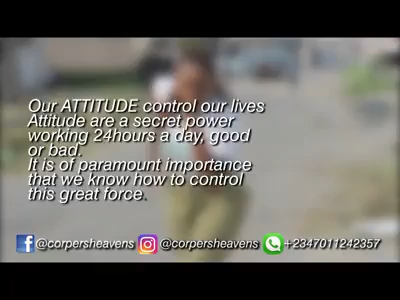 Our ATTITUDE control our lives
Attitude are a secret power
working 24hours a day, good
or bad.
It is of paramount importance
that we know how to control
this great force.
@corpersheavens @corpersheavens +2347011242357